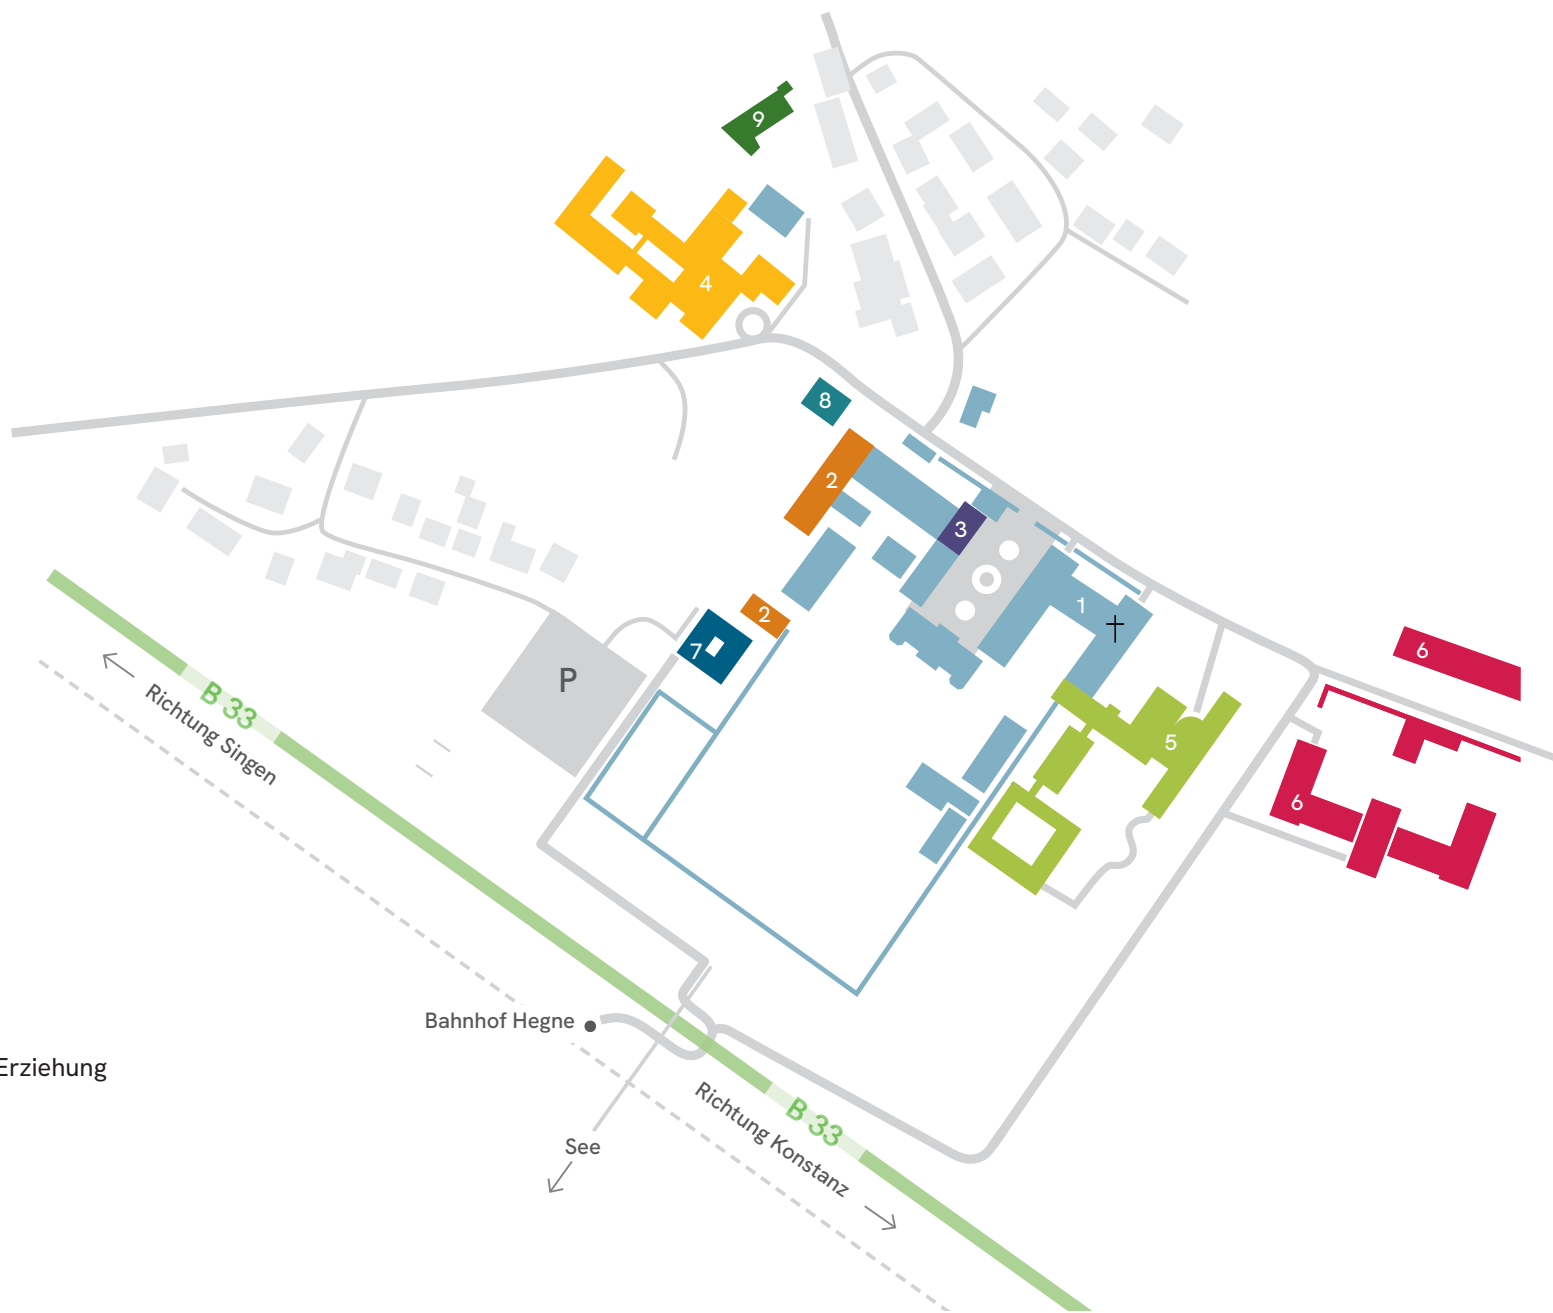 9
4
8
2
3
1
2
7
P
6
5
6
B 33
Richtung Singen
Bahnhof Hegne
Erziehung
B 33
Richtung Konstanz
See